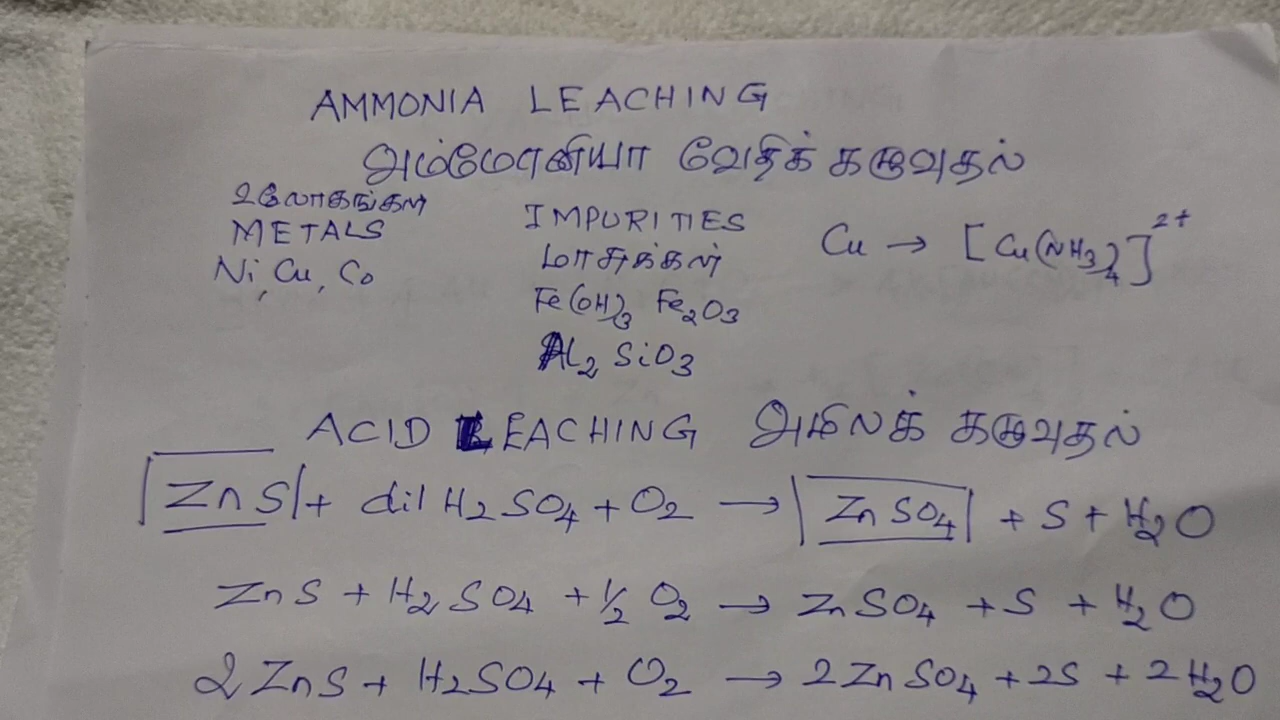 AMMONIA LEACHING
அம்மோனியா வேதிக் கழுவுதல்
உலோகங்கள்
METALS
Ni, Cu, Co
IMPURITIES
மாசுக்கள்
Fe(OH)₃ Fe₂O₃
Al₂ SiO₃
Cu → [Cu(NH₃)₄]²⁺
ACID LEACHING அமிலக் கழுவுதல்
ZnS + dil H₂SO₄ + O₂ → ZnSO₄ + S + H₂O
ZnS + H₂SO₄ + ½ O₂ → ZnSO₄ + S + H₂O
2ZnS + H₂SO₄ + O₂ → 2ZnSO₄ + 2S + 2H₂O